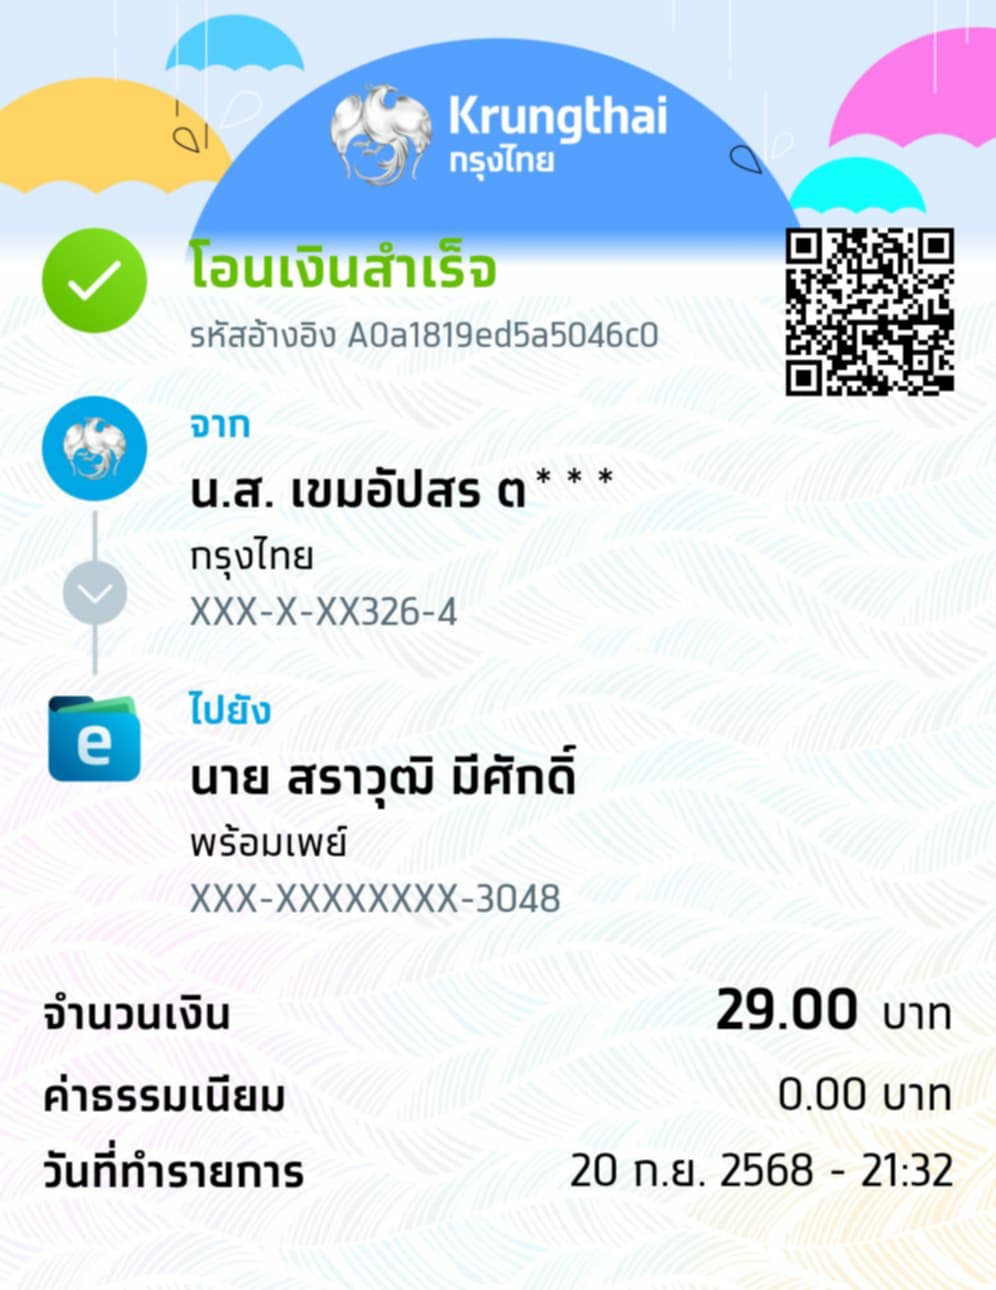 Krungthai
กรุงไทย
โอนเงินสำเร็จ
รหัสอ้างอิง A0a1819ed5a5046c0
จาก
น.ส. เขมอัปสร ต***
กรุงไทย
XXX-X-XX326-4
ไปยัง
e
นาย สราวุฒิ มีศักดิ์
พร้อมเพย์
XXX-XXXXXXXX-3048
จำนวนเงิน 29.00 บาท
ค่าธรรมเนียม 0.00 บาท
วันที่ทำรายการ 20 ก.ย. 2568 - 21:32